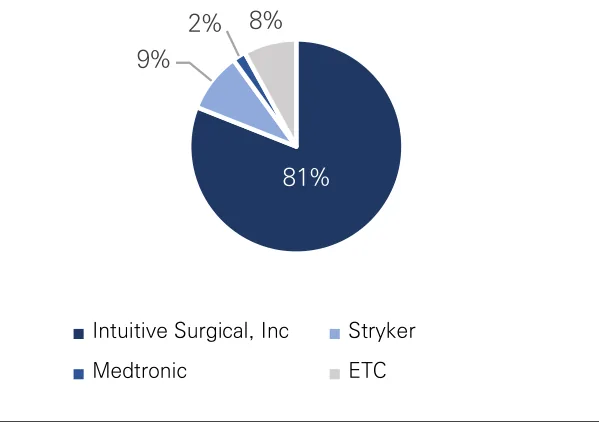 2% 8%
9%
81%
Intuitive Surgical, Inc Stryker
Medtronic ETC